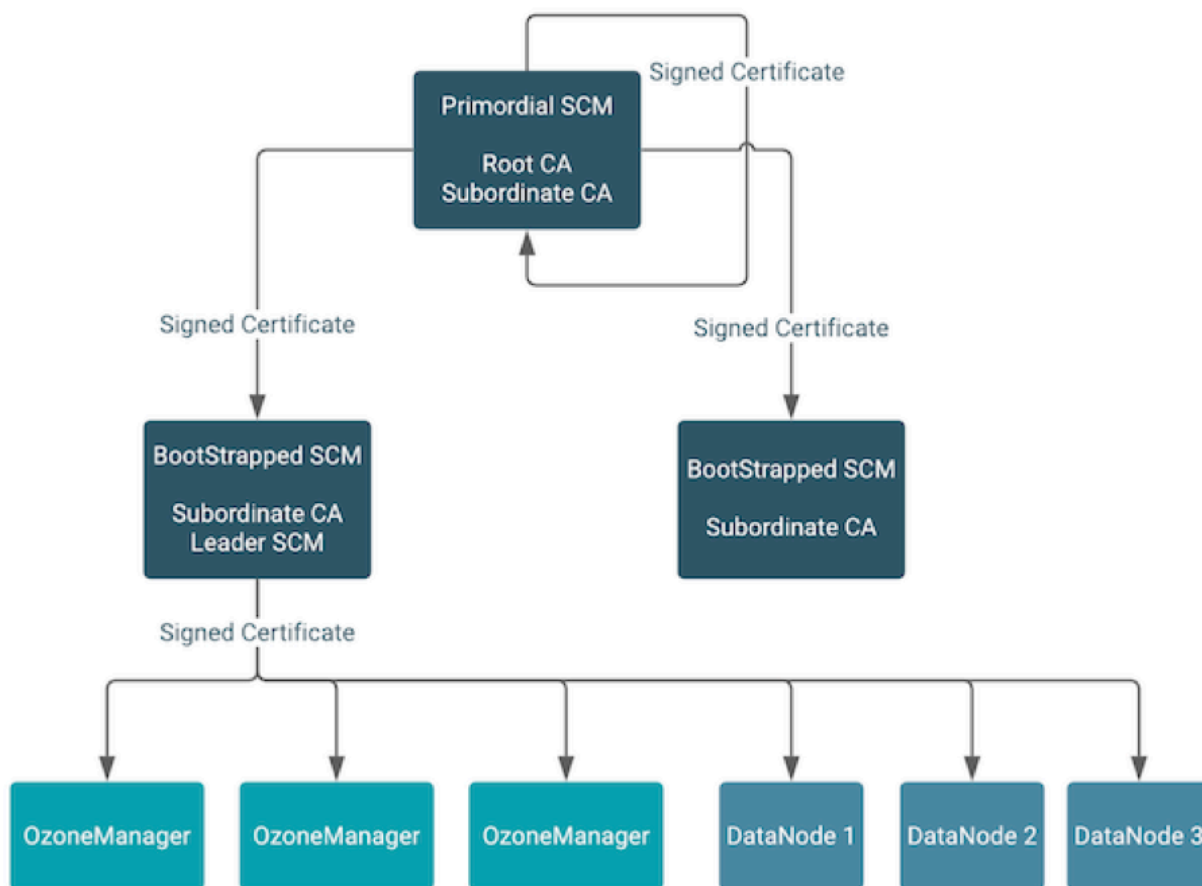 Signed Certificate
Primordial SCM
Root CA
Subordinate CA
Signed Certificate
Signed Certificate
BootStrapped SCM
Subordinate CA
Leader SCM
BootStrapped SCM
Subordinate CA
Signed Certificate
OzoneManager
OzoneManager
OzoneManager
DataNode 1
DataNode 2
DataNode 3